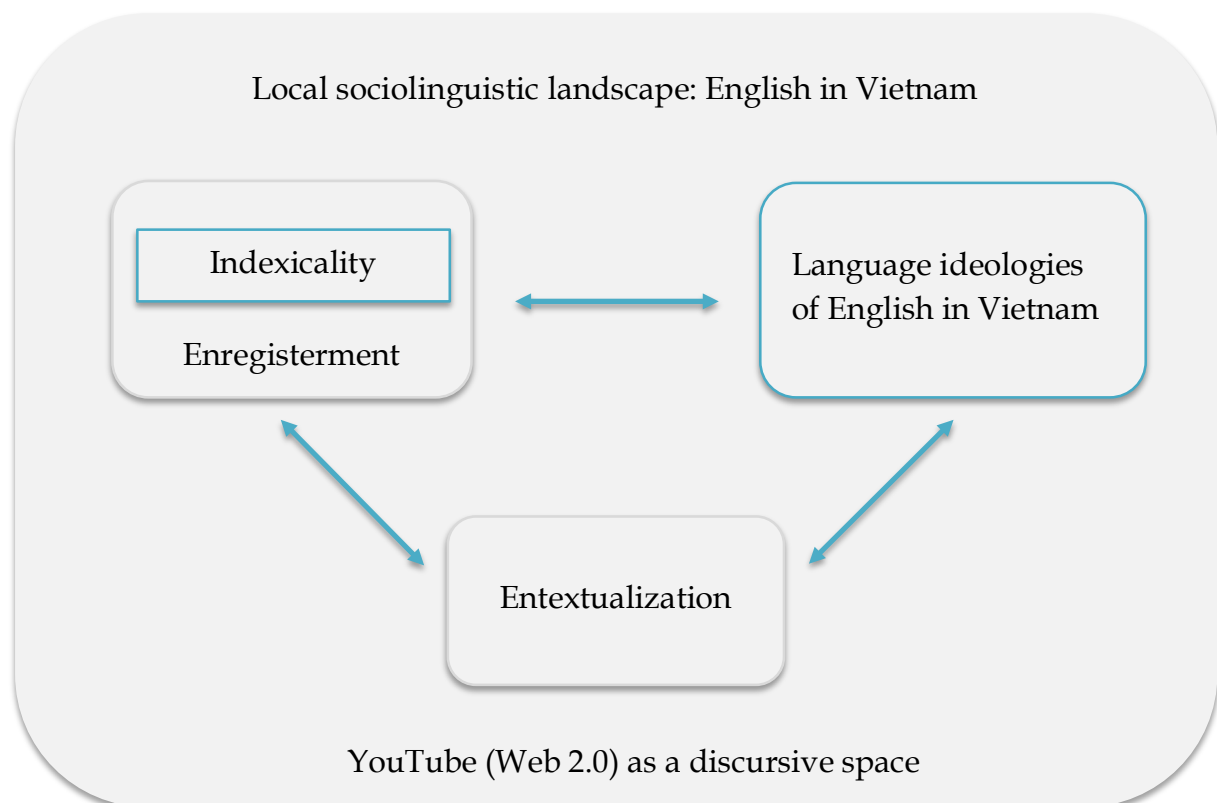 Local sociolinguistic landscape: English in Vietnam
Indexicality
Enregisterment
Language ideologies
of English in Vietnam
Entextualization
YouTube (Web 2.0) as a discursive space